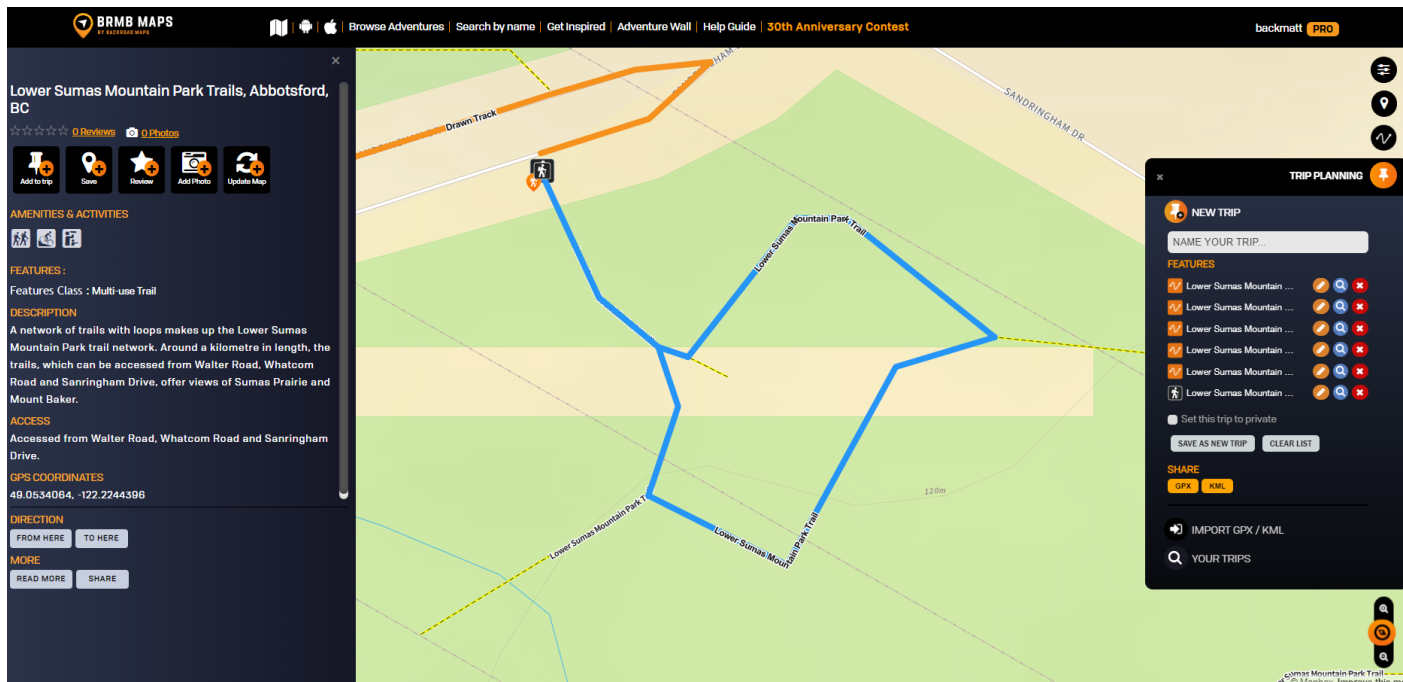 BRMB MAPS
BY BACKROAD MAPS
Browse Adventures | Search by name | Get Inspired | Adventure Wall | Help Guide | 30th Anniversary Contest
backmatt PRO
Lower Sumas Mountain Park Trails, Abbotsford,
BC
0 Reviews 0 Photos
Add to trip Save Review Add Photo Update Map
AMENITIES & ACTIVITIES
FEATURES :
Features Class : Multi-use Trail
DESCRIPTION
A network of trails with loops makes up the Lower Sumas
Mountain Park trail network. Around a kilometre in length, the
trails, which can be accessed from Walter Road, Whatcom
Road and Sanringham Drive, offer views of Sumas Prairie and
Mount Baker.
ACCESS
Accessed from Walter Road, Whatcom Road and Sanringham
Drive.
GPS COORDINATES
49.0534064, -122.2244396
DIRECTION
FROM HERE TO HERE
MORE
READ MORE SHARE
HAM
Drawn Track
SANDRINGHAM DR
Lower Sumas Mountain Park Trail
120m
Lower Sumas Mountain Park T
Lower Sumas Mountain Park Trail
TRIP PLANNING
NEW TRIP
NAME YOUR TRIP...
FEATURES
Lower Sumas Mountain ...
Lower Sumas Mountain ...
Lower Sumas Mountain ...
Lower Sumas Mountain ...
Lower Sumas Mountain ...
Lower Sumas Mountain ...
Set this trip to private
SAVE AS NEW TRIP CLEAR LIST
SHARE
GPX KML
IMPORT GPX / KML
YOUR TRIPS
Sumas Mountain Park Trail
© Mapbox Improve this m